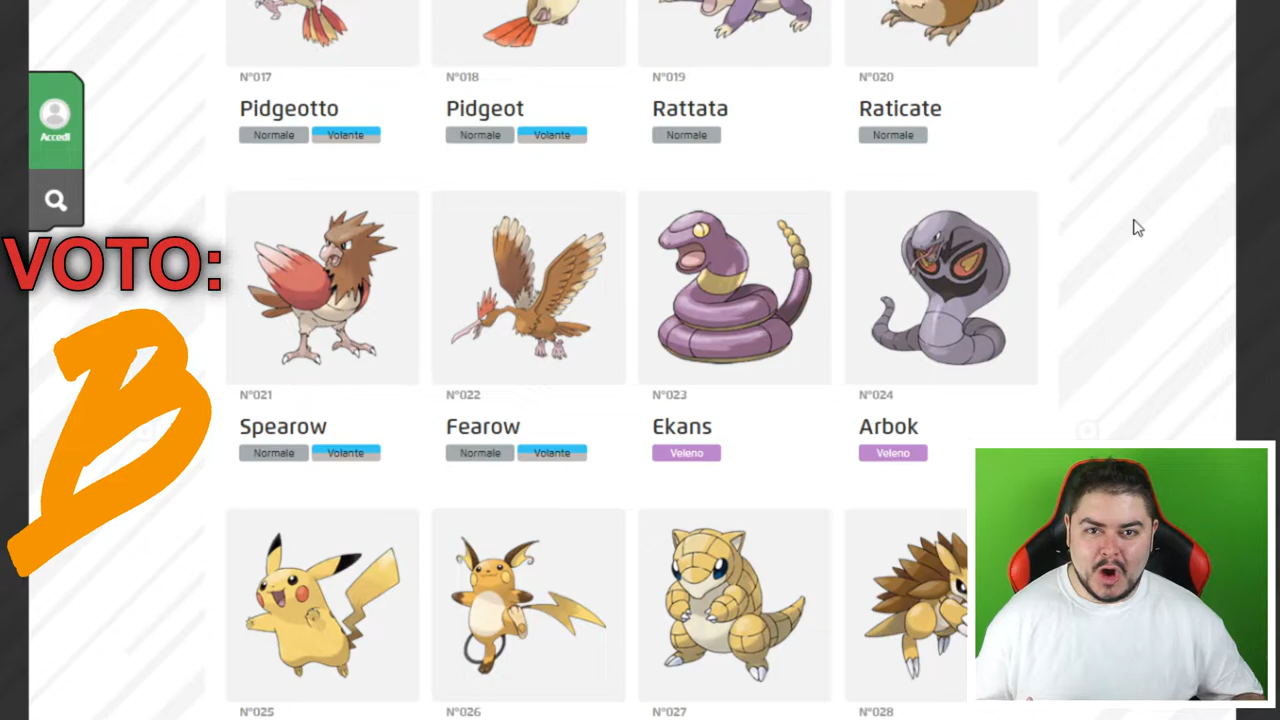 N°017
N°018
N°019
N°020
Pidgeotto
Pidgeot
Rattata
Raticate
Normale
Volante
Normale
Volante
Normale
Normale
Accedi
VOTO:
B
N°021
N°022
N°023
N°024
Spearow
Fearow
Ekans
Arbok
Normale
Volante
Normale
Volante
Veleno
Veleno
N°025
N°026
N°027
N°028